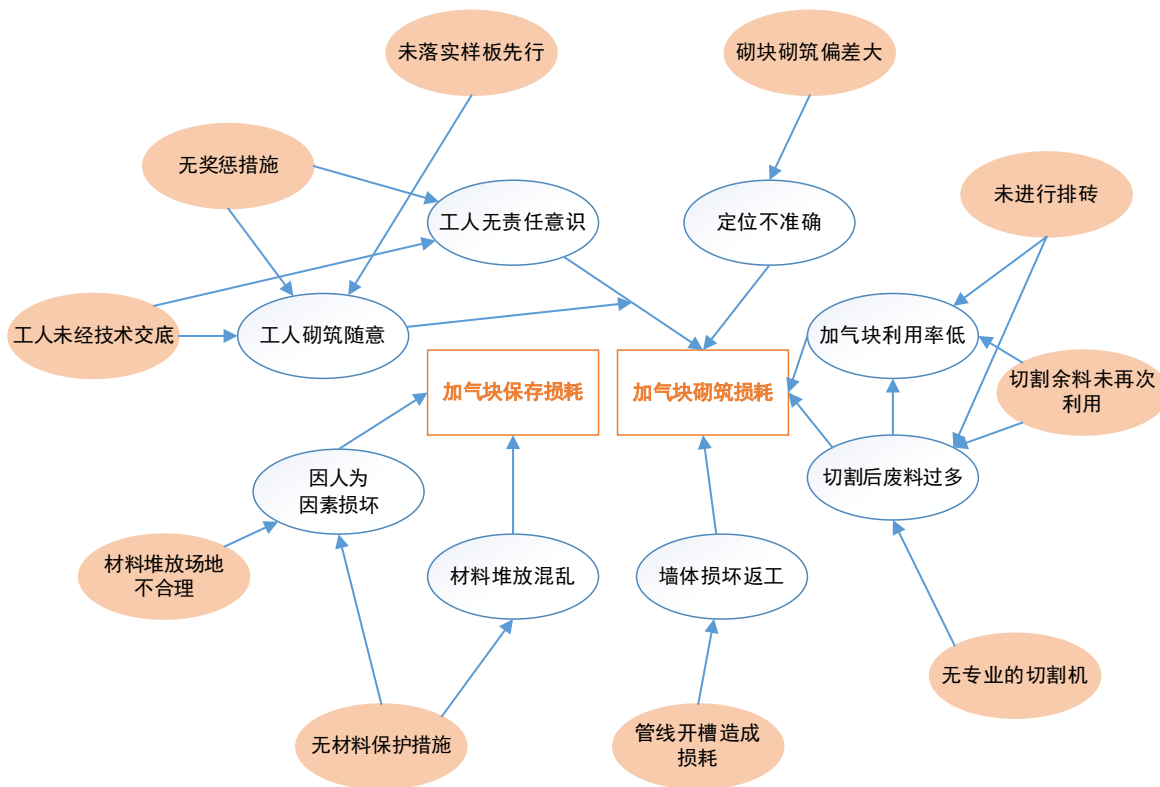 未落实样板先行
砌块砌筑偏差大
无奖惩措施
未进行排砖
工人无责任意识
定位不准确
工人未经技术交底
工人砌筑随意
加气块利用率低
加气块保存损耗
加气块砌筑损耗
切割余料未再次
利用
因人为
因素损坏
切割后废料过多
材料堆放场地
不合理
材料堆放混乱
墙体损坏返工
无专业的切割机
无材料保护措施
管线开槽造成
损耗